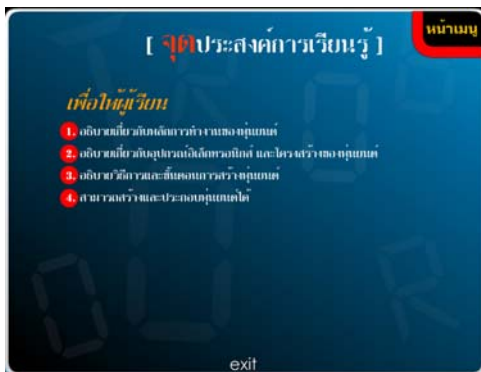 หน้าเมนู
[ จุดประสงค์การเรียนรู้ ]
เพื่อให้ผู้เรียน
1. อธิบายเกี่ยวกับหลักการทำงานของหุ่นยนต์
2. อธิบายเกี่ยวกับอุปกรณ์อิเล็กทรอนิกส์ และโครงสร้างของหุ่นยนต์
3. อธิบายวิธีการและขั้นตอนการสร้างหุ่นยนต์
4. สามารถสร้างและประกอบหุ่นยนต์ได้
exit